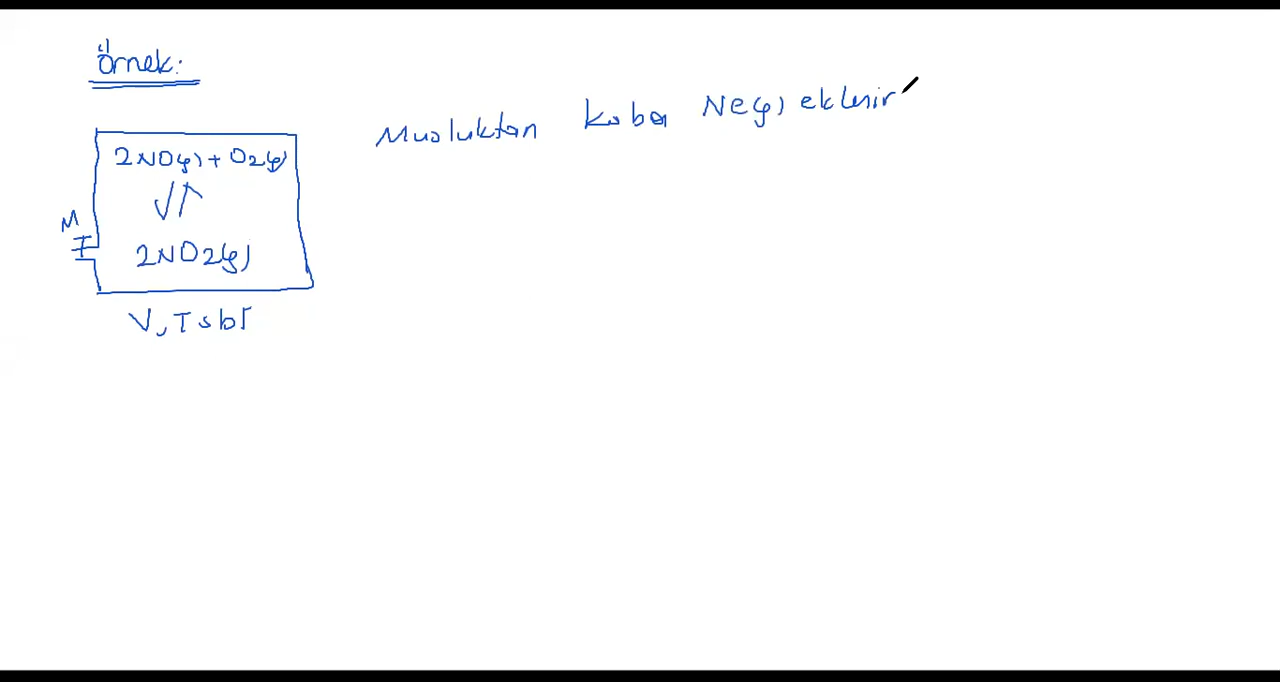 Örnek:
Musluktan kaba Ne(g) eklenir
2NO(g) + O2(g)
M
2NO2(g)
V, T sbt